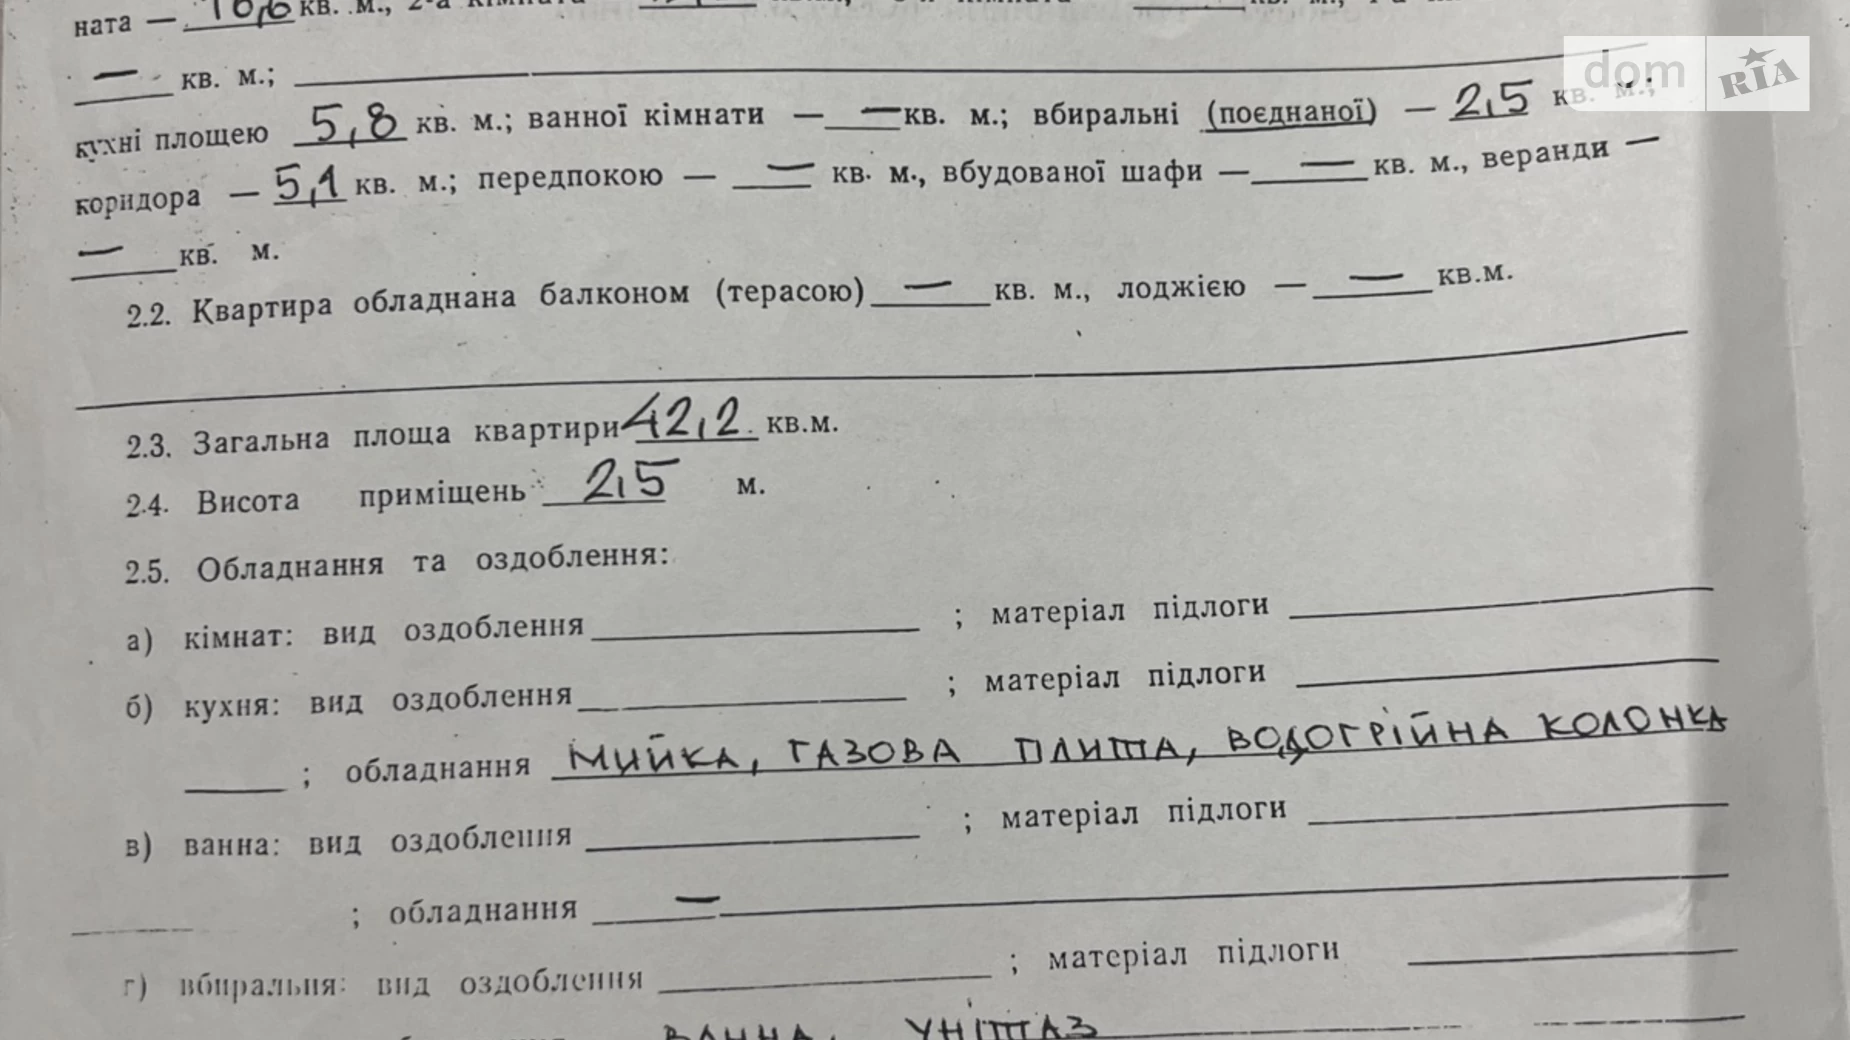 ната — 16,6 кв. м., 2-а кімната
— кв. м.;
кухні площею 5,8 кв. м.; ванної кімнати — — кв. м.; вбиральні (поєднаної) — 2,5 кв. м.;
коридора — 5,1 кв. м.; передпокою — — кв. м., вбудованої шафи — — кв. м., веранди —
— кв. м.
2.2. Квартира обладнана балконом (терасою) — кв. м., лоджією — — кв.м.
2.3. Загальна площа квартири 42,2 кв.м.
2.4. Висота приміщень 2,5 м.
2.5. Обладнання та оздоблення:
а) кімнат: вид оздоблення ; матеріал підлоги
б) кухня: вид оздоблення ; матеріал підлоги
; обладнання МИЙКА, ГАЗОВА ПЛИТА, ВОДОГРІЙНА КОЛОНКА
в) ванна: вид оздоблення ; матеріал підлоги
; обладнання —
г) вбиральня: вид оздоблення ; матеріал підлоги
ВАННА, УНІТАЗ
dom RIA